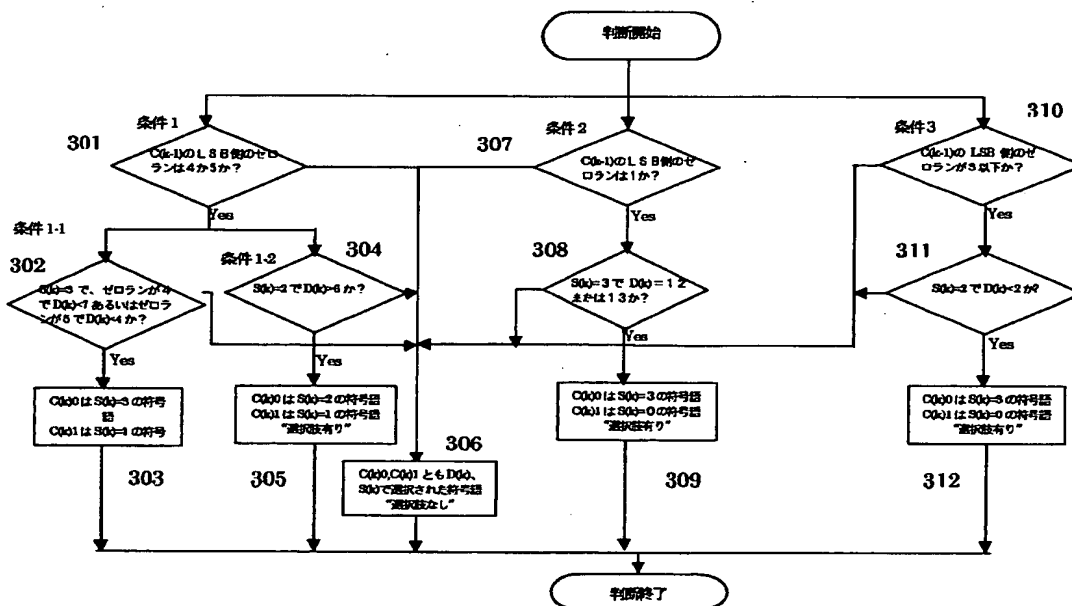 判断開始
条件 1
301
C(k-1)のLSB側のゼロ
ランは4か5か?
307
条件 2
C(k-1)のLSB側のゼ
ロランは1か?
310
条件 3
C(k-1)の LSB 側のゼ
ロランが3以下か?
Yes
Yes
Yes
条件 1-1
302
S(k)=3 で、ゼロランが4
で D(k)<7 あるいはゼロラ
ンが5で D(k)<4 か?
条件 1-2
304
S(k)=2 で D(k)>6 か?
308
S(k)=3 で D(k)=12
または13か?
311
S(k)=2 で D(k)<2 か?
Yes
Yes
Yes
Yes
C(k)0 は S(k)=3 の符号
語
C(k)1 は S(k)=1 の符号
303
C(k)0 は S(k)=2 の符号語
C(k)1 は S(k)=1 の符号語
"選択肢有り"
305
306
C(k)0,C(k)1 とも D(k)、
S(k)で選択された符号語
"選択肢なし"
C(k)0 は S(k)=3 の符号語
C(k)1 は S(k)=0 の符号語
"選択肢有り"
309
C(k)0 は S(k)=3 の符号語
C(k)1 は S(k)=0 の符号語
"選択肢有り"
312
判断終了